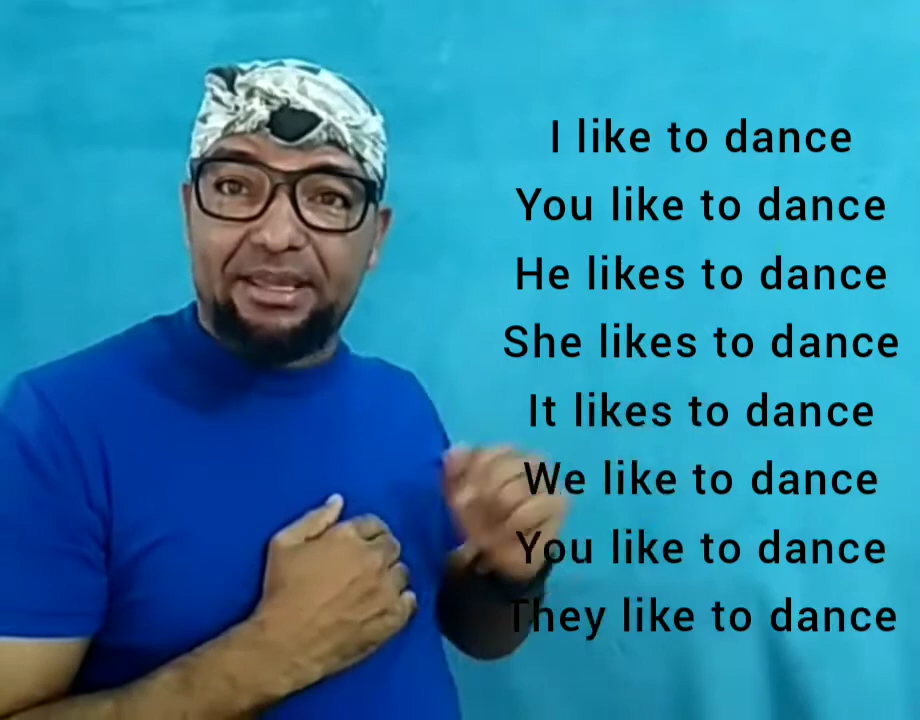 I like to dance
You like to dance
He likes to dance
She likes to dance
It likes to dance
We like to dance
You like to dance
They like to dance